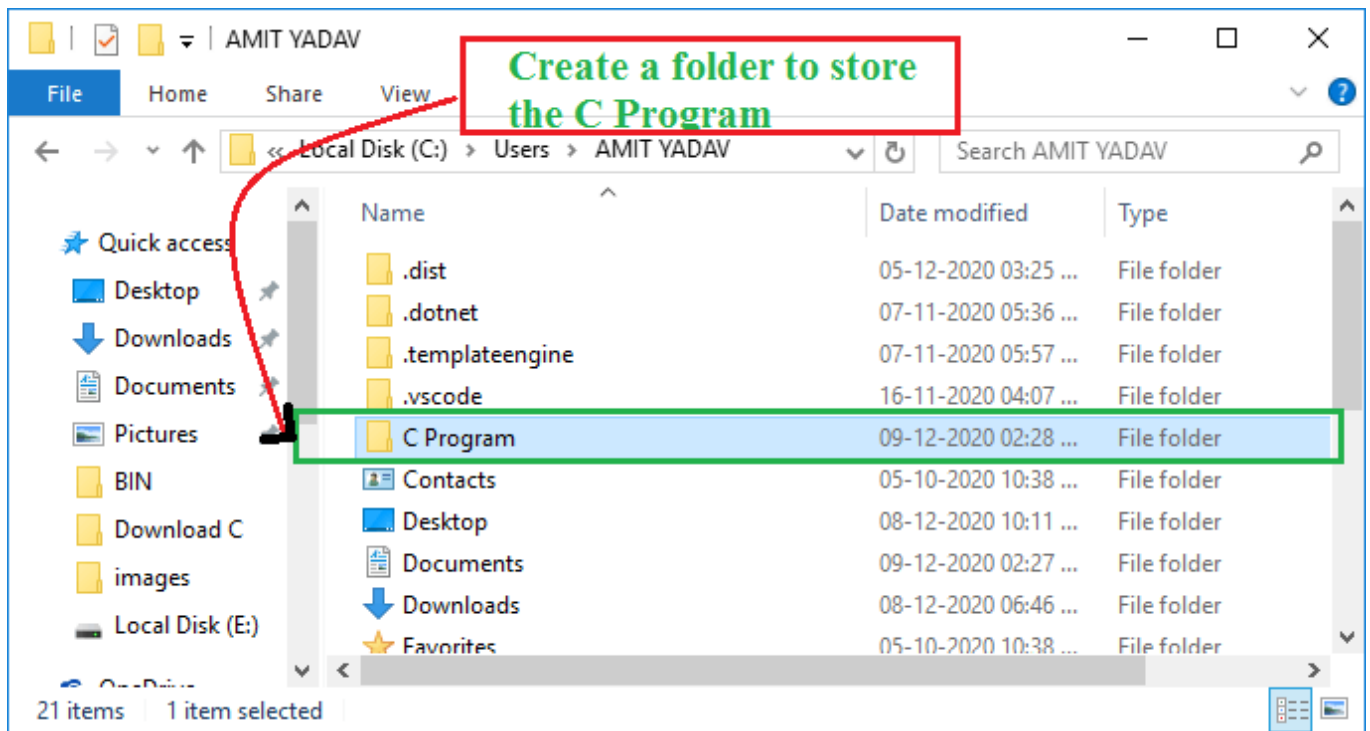 AMIT YADAV
Create a folder to store
the C Program
File Home Share View
« Local Disk (C:) > Users > AMIT YADAV Search AMIT YADAV
Name Date modified Type
Quick access
Desktop
Downloads
Documents
Pictures
BIN
Download C
images
Local Disk (E:)
OneDrive
.dist 05-12-2020 03:25 ... File folder
.dotnet 07-11-2020 05:36 ... File folder
.templateengine 07-11-2020 05:57 ... File folder
.vscode 16-11-2020 04:07 ... File folder
C Program 09-12-2020 02:28 ... File folder
Contacts 05-10-2020 10:38 ... File folder
Desktop 08-12-2020 10:11 ... File folder
Documents 09-12-2020 02:27 ... File folder
Downloads 08-12-2020 06:46 ... File folder
Favorites 05-10-2020 10:38 ... File folder
21 items 1 item selected